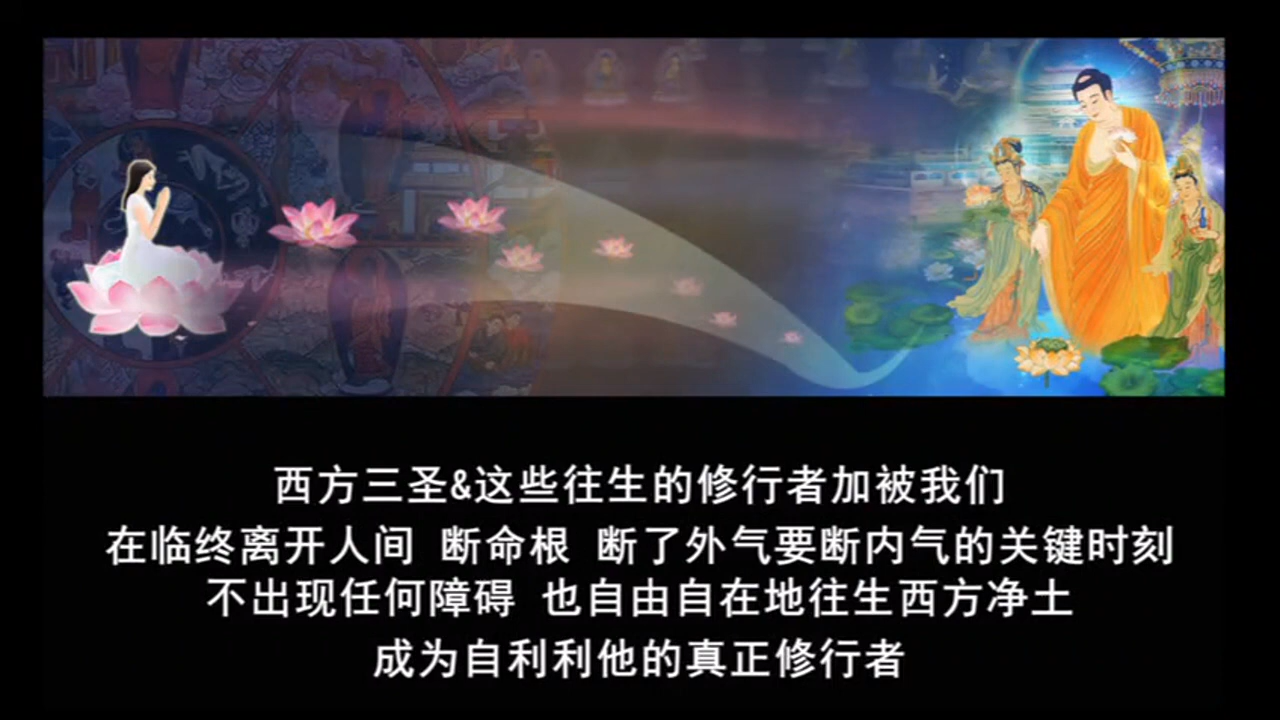 西方三圣&这些往生的修行者加被我们
在临终离开人间 断命根 断了外气要断内气的关键时刻
不出现任何障碍 也自由自在地往生西方净土
成为自利利他的真正修行者